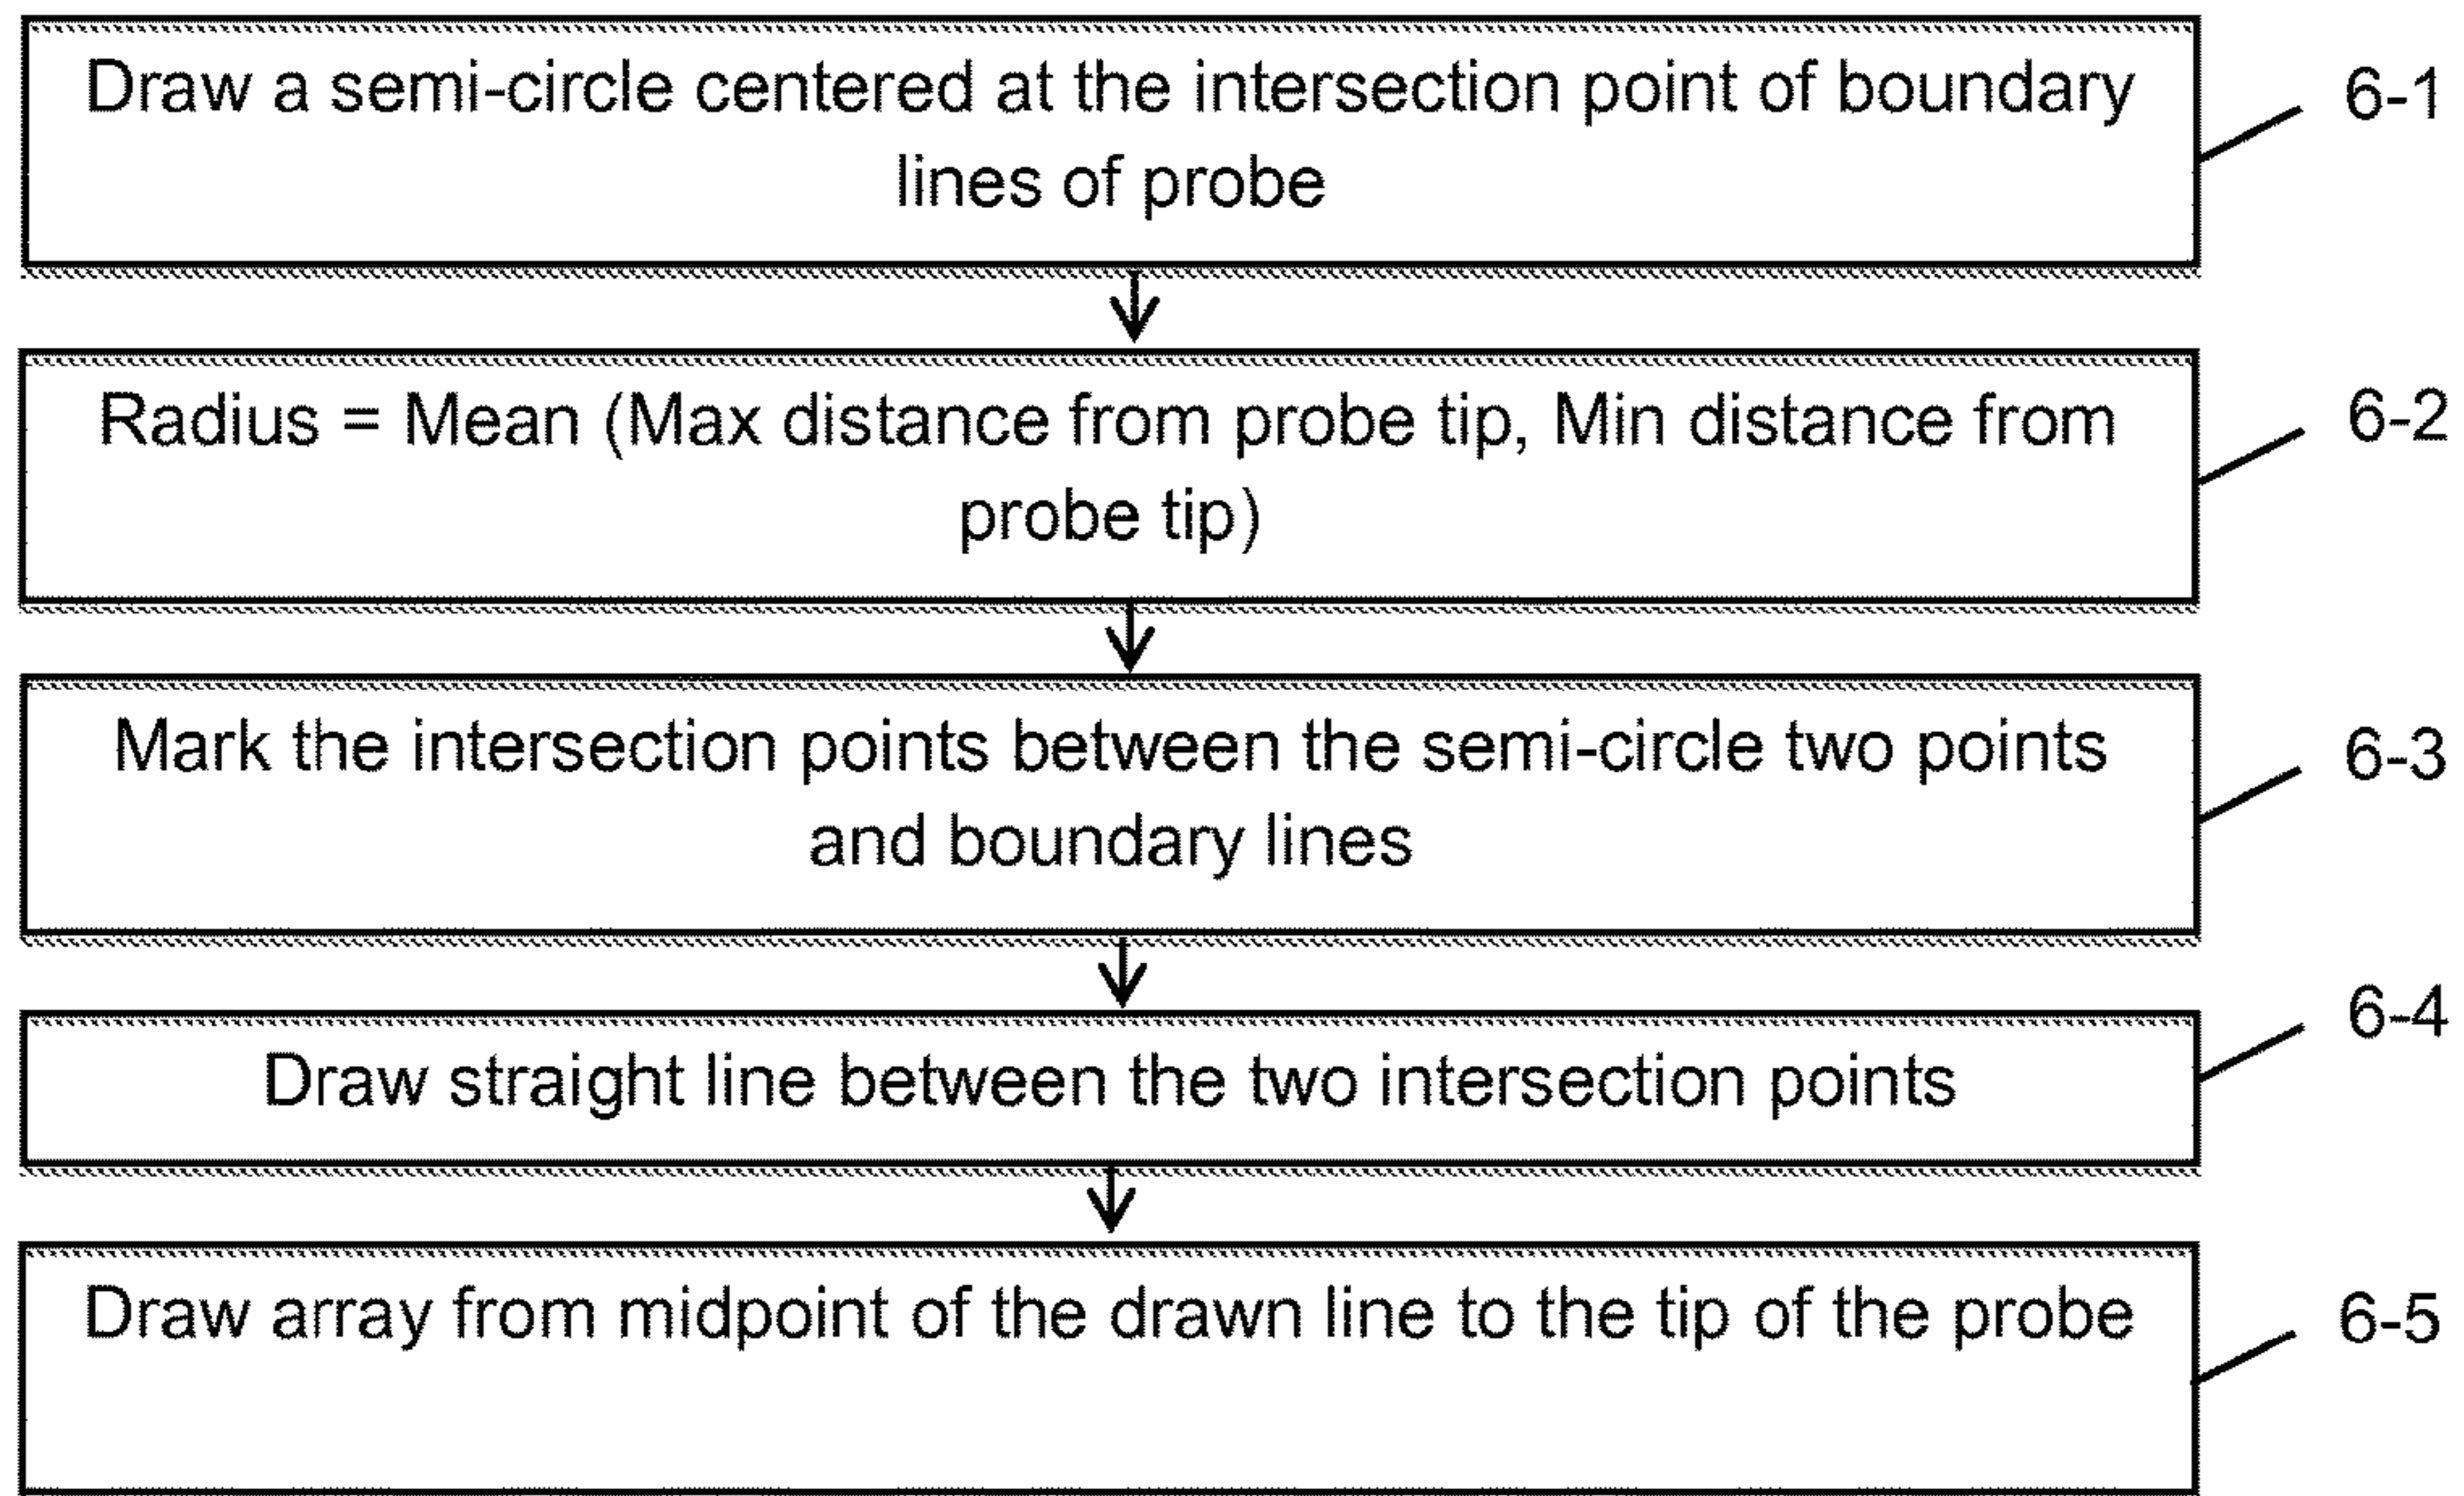 Draw a semi-circle centered at the intersection point of boundary
lines of probe
6-1
Radius = Mean (Max distance from probe tip, Min distance from
probe tip)
6-2
Mark the intersection points between the semi-circle two points
and boundary lines
6-3
Draw straight line between the two intersection points
6-4
Draw array from midpoint of the drawn line to the tip of the probe
6-5